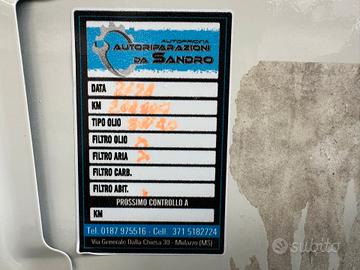 AUTOFFICINA
AUTORIPARAZIONI
DA SANDRO
DATA
KM
TIPO OLIO
FILTRO OLIO
FILTRO ARIA
FILTRO CARB.
FILTRO ABIT.
PROSSIMO CONTROLLO A
KM
Tel. 0187 975516 - Cell. 371 5182724
Via Generale Dalla Chiesa 30 - Mulazzo (MS)
subito